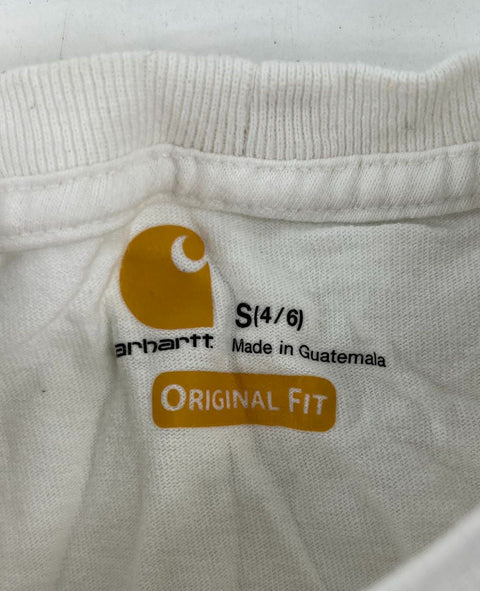 S(4/6)
carhartt
Made in Guatemala
ORIGINAL FIT